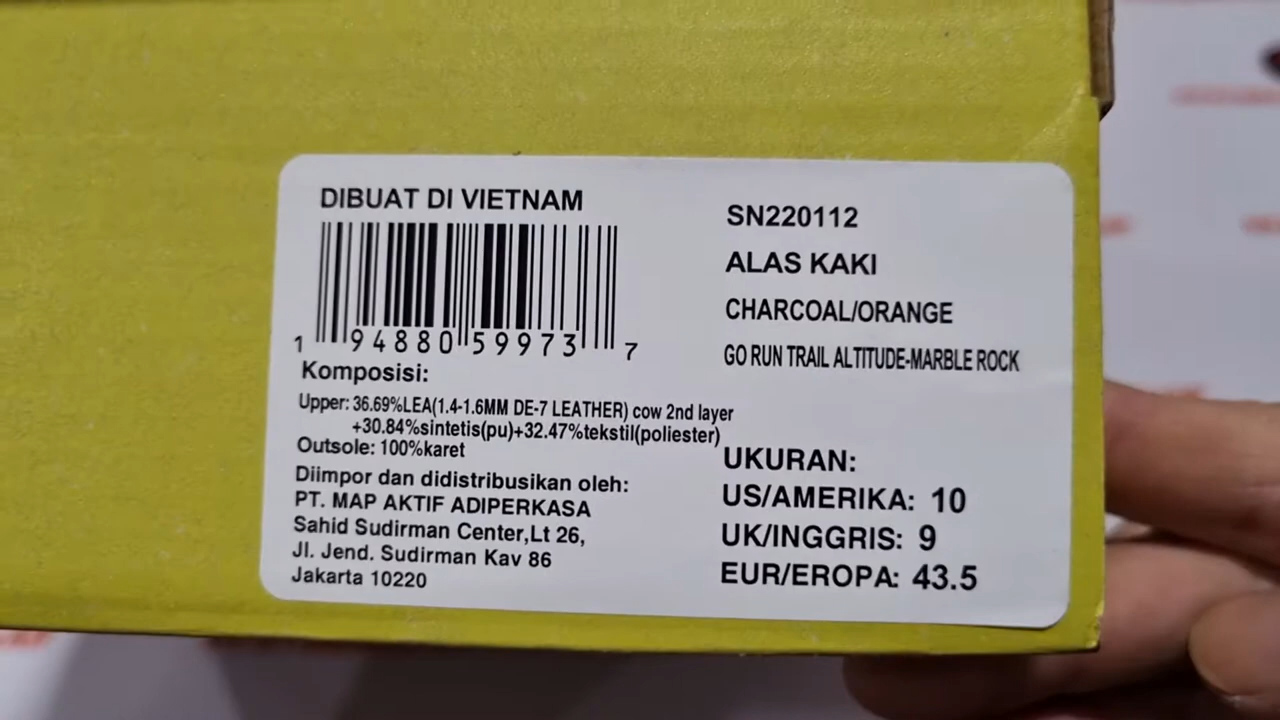 DIBUAT DI VIETNAM
1 94880 59973 7
Komposisi:
Upper: 36.69%LEA(1.4-1.6MM DE-7 LEATHER) cow 2nd layer
+30.84%sintetis(pu)+32.47%tekstil(poliester)
Outsole: 100%karet
Diimpor dan didistribusikan oleh:
PT. MAP AKTIF ADIPERKASA
Sahid Sudirman Center,Lt 26,
Jl. Jend. Sudirman Kav 86
Jakarta 10220
SN220112
ALAS KAKI
CHARCOAL/ORANGE
GO RUN TRAIL ALTITUDE-MARBLE ROCK
UKURAN:
US/AMERIKA: 10
UK/INGGRIS: 9
EUR/EROPA: 43.5